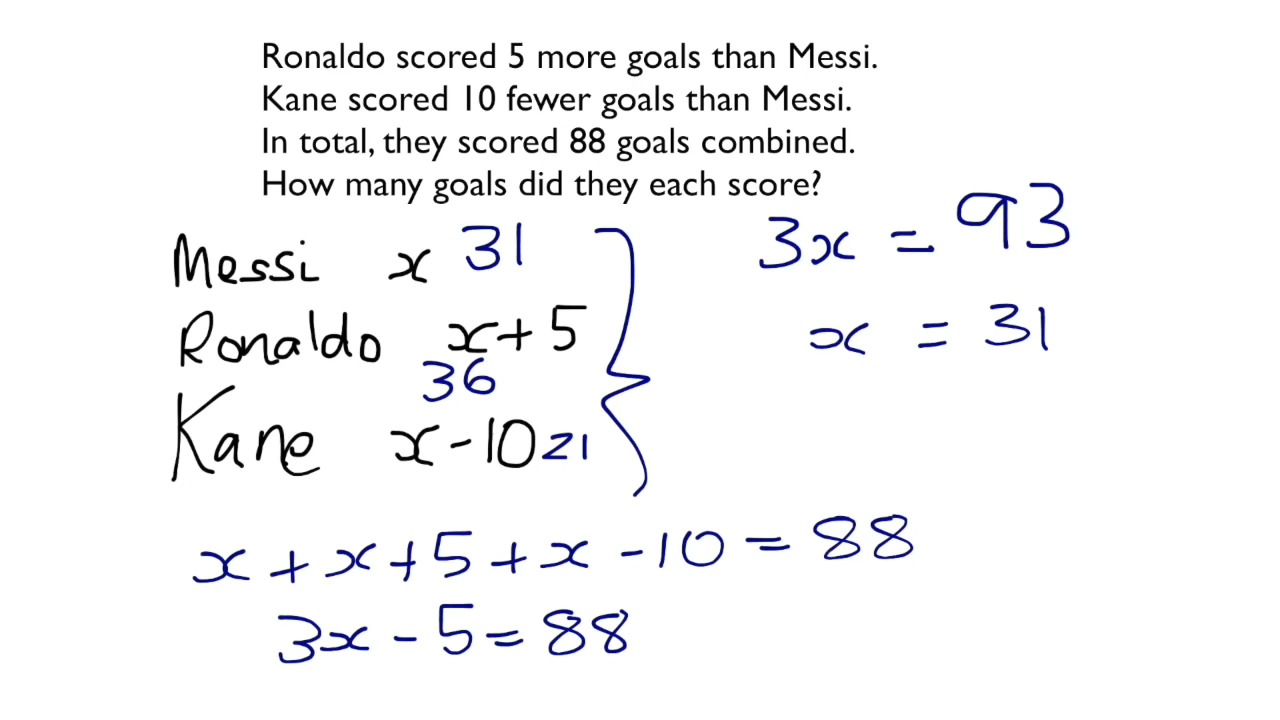 Ronaldo scored 5 more goals than Messi.
Kane scored 10 fewer goals than Messi.
In total, they scored 88 goals combined.
How many goals did they each score?
Messi x 31
Ronaldo x+5
36
Kane x-10 21
x + x + 5 + x - 10 = 88
3x - 5 = 88
3x = 93
x = 31